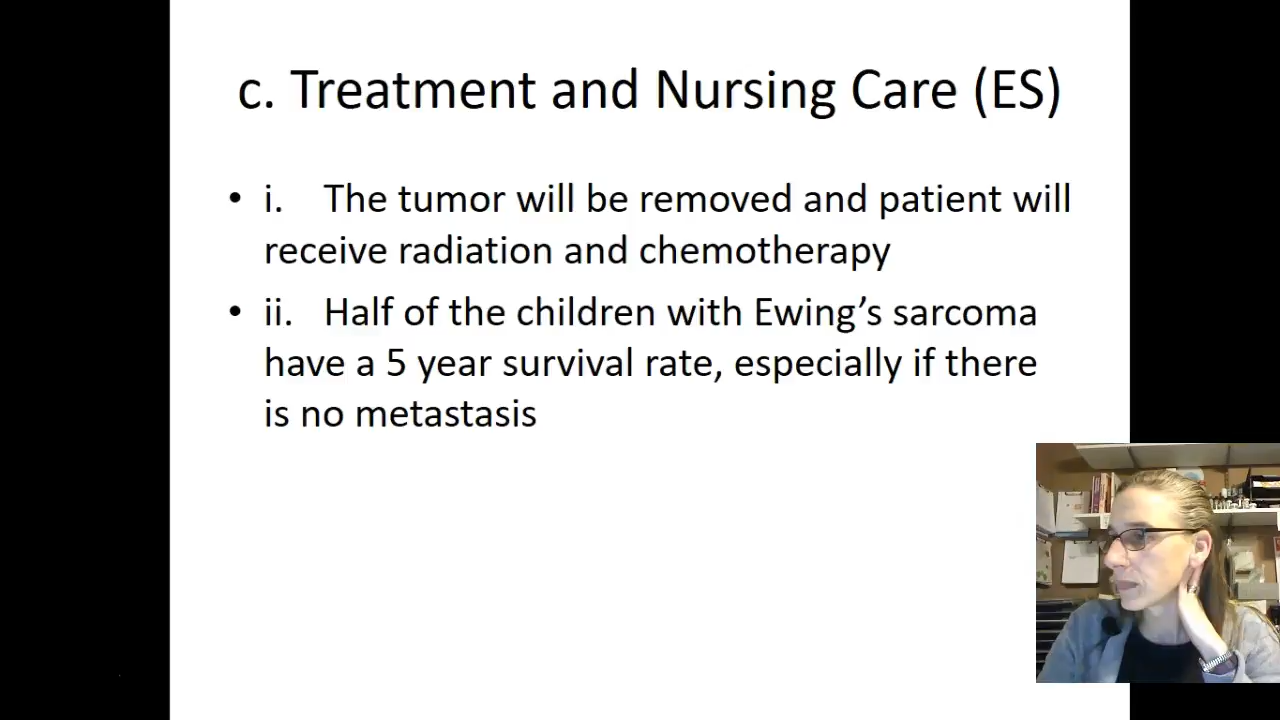 c. Treatment and Nursing Care (ES)
• i. The tumor will be removed and patient will
receive radiation and chemotherapy
• ii. Half of the children with Ewing’s sarcoma
have a 5 year survival rate, especially if there
is no metastasis